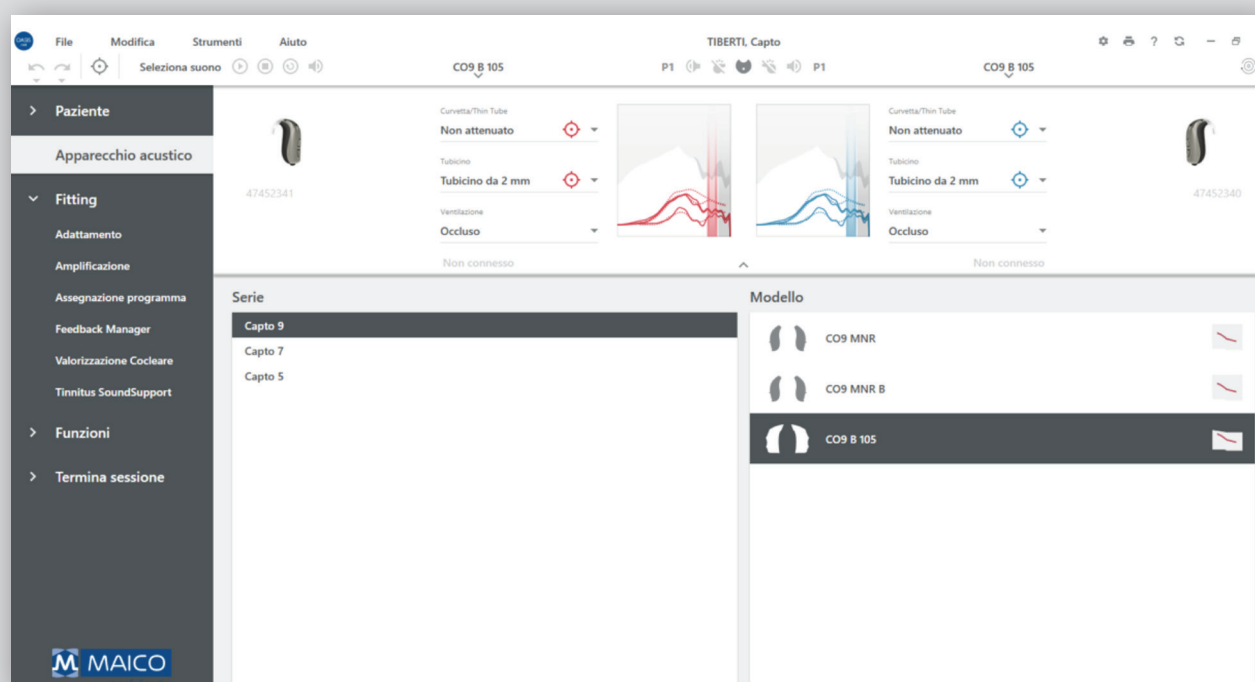 OASIS
File Modifica Strumenti Aiuto
TIBERTI, Capto
?
Seleziona suono
CO9 B 105
P1
P1
CO9 B 105
Paziente
Apparecchio acustico
Fitting
Adattamento
Amplificazione
Assegnazione programma
Feedback Manager
Valorizzazione Cocleare
Tinnitus SoundSupport
Funzioni
Termina sessione
MAICO
47452341
Curvetta/Thin Tube
Non attenuato
Tubicino
Tubicino da 2 mm
Ventilazione
Occluso
Non connesso
Curvetta/Thin Tube
Non attenuato
Tubicino
Tubicino da 2 mm
Ventilazione
Occluso
Non connesso
47452340
Serie
Capto 9
Capto 7
Capto 5
Modello
CO9 MNR
CO9 MNR B
CO9 B 105